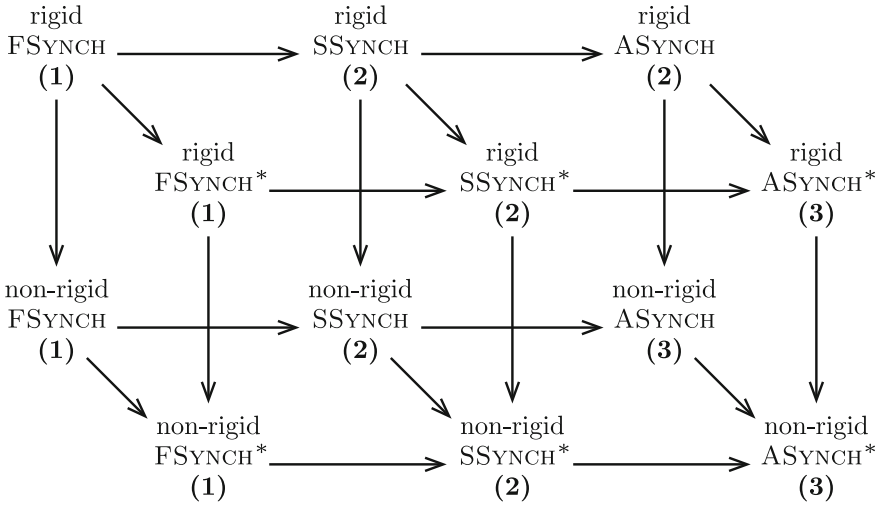 rigid
FSYNCH
(1)
rigid
SSYNCH
(2)
rigid
ASYNCH
(2)
rigid
FSYNCH*
(1)
rigid
SSYNCH*
(2)
rigid
ASYNCH*
(3)
non-rigid
FSYNCH
(1)
non-rigid
SSYNCH
(2)
non-rigid
ASYNCH
(3)
non-rigid
FSYNCH*
(1)
non-rigid
SSYNCH*
(2)
non-rigid
ASYNCH*
(3)